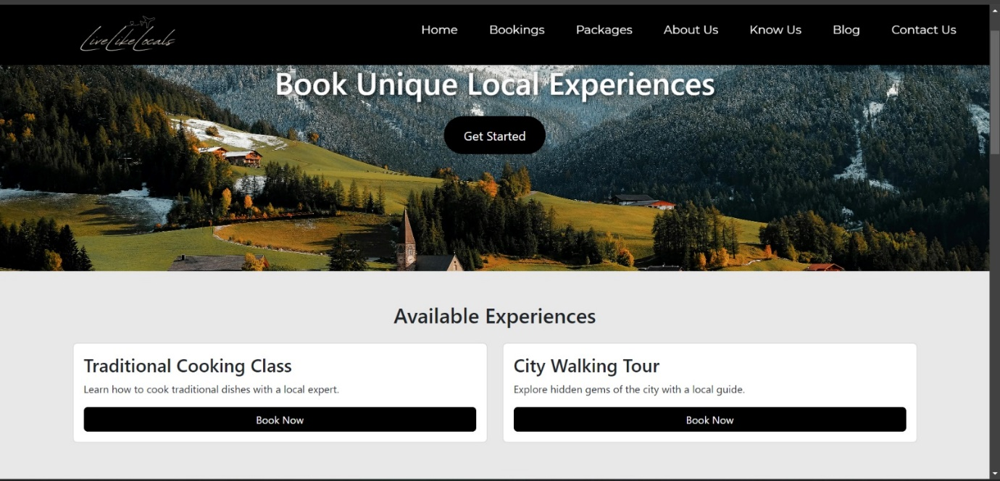 LiveLikeLocals
Home Bookings Packages About Us Know Us Blog Contact Us
Book Unique Local Experiences
Get Started
Available Experiences
Traditional Cooking Class
Learn how to cook traditional dishes with a local expert.
Book Now
City Walking Tour
Explore hidden gems of the city with a local guide.
Book Now